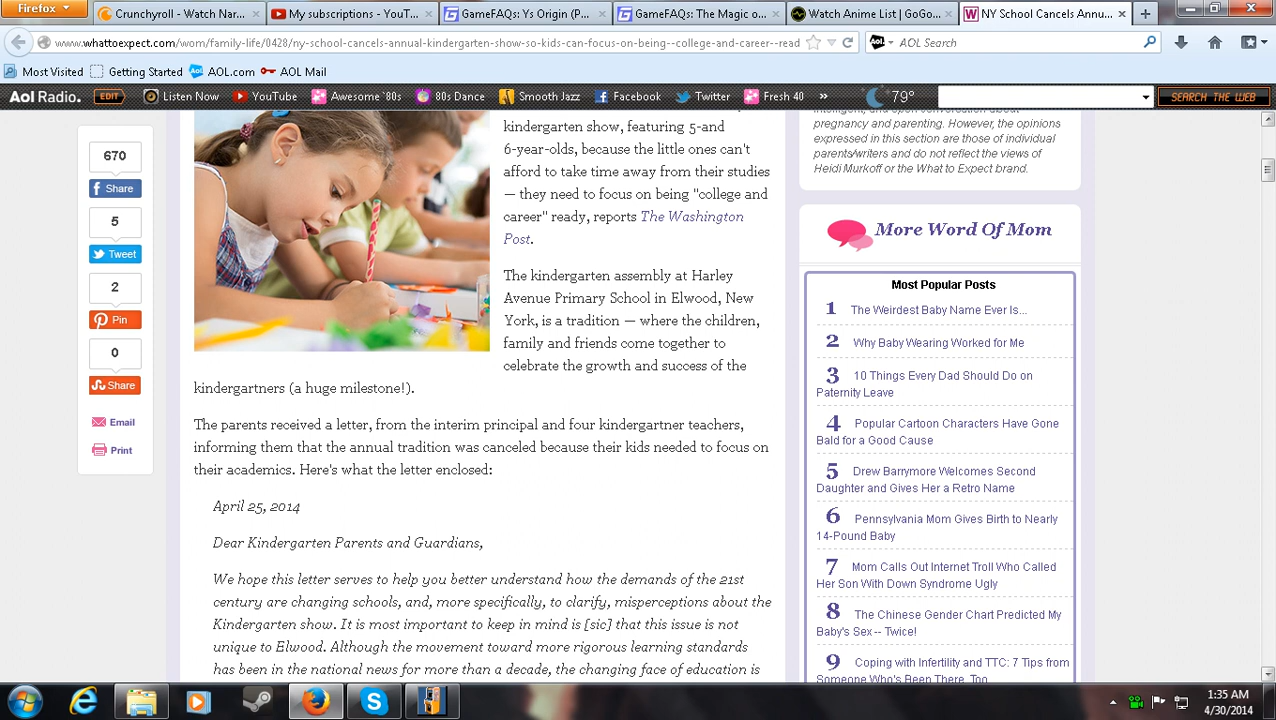 Firefox
Crunchyroll - Watch Nar...
My subscriptions - YouT...
GameFAQs: Ys Origin (P...
GameFAQs: The Magic o...
Watch Anime List | GoGo...
NY School Cancels Annu...
www.whattoexpect.com/wom/family-life/0428/ny-school-cancels-annual-kindergarten-show-so-kids-can-focus-on-being--college-and-career--read
AOL Search
Most Visited
Getting Started
AOL.com
AOL Mail
Aol Radio.
EDIT
Listen Now
YouTube
Awesome `80s
80s Dance
Smooth Jazz
Facebook
Twitter
Fresh 4
79°
SEARCH THE WEB
670
Share
5
Tweet
2
Pin
0
Share
Email
Print
kindergarten show, featuring 5-and
6-year-olds, because the little ones can't
afford to take time away from their studies
— they need to focus on being "college and
career" ready, reports The Washington
Post.
The kindergarten assembly at Harley
Avenue Primary School in Elwood, New
York, is a tradition — where the children,
family and friends come together to
celebrate the growth and success of the
kindergartners (a huge milestone!).
The parents received a letter, from the interim principal and four kindergartner teachers,
informing them that the annual tradition was canceled because their kids needed to focus on
their academics. Here's what the letter enclosed:
April 25, 2014
Dear Kindergarten Parents and Guardians,
We hope this letter serves to help you better understand how the demands of the 21st
century are changing schools, and, more specifically, to clarify, misperceptions about the
Kindergarten show. It is most important to keep in mind is [sic] that this issue is not
unique to Elwood. Although the movement toward more rigorous learning standards
has been in the national news for more than a decade, the changing face of education is
intelligent, and open conversation about
pregnancy and parenting. However, the opinions
expressed in this section are those of individual
parents/writers and do not reflect the views of
Heidi Murkoff or the What to Expect brand.
More Word Of Mom
Most Popular Posts
1 The Weirdest Baby Name Ever Is...
2 Why Baby Wearing Worked for Me
3 10 Things Every Dad Should Do on
Paternity Leave
4 Popular Cartoon Characters Have Gone
Bald for a Good Cause
5 Drew Barrymore Welcomes Second
Daughter and Gives Her a Retro Name
6 Pennsylvania Mom Gives Birth to Nearly
14-Pound Baby
7 Mom Calls Out Internet Troll Who Called
Her Son With Down Syndrome Ugly
8 The Chinese Gender Chart Predicted My
Baby's Sex -- Twice!
9 Coping with Infertility and TTC: 7 Tips from
Someone Who's Been There, Too
1:35 AM
4/30/2014